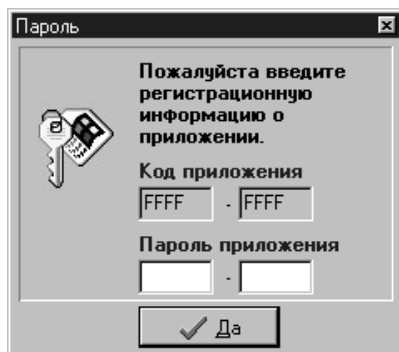 Пароль
Пожалуйста введите
регистрационную
информацию о
приложении.
Код приложения
FFFF - FFFF
Пароль приложения
-
Да